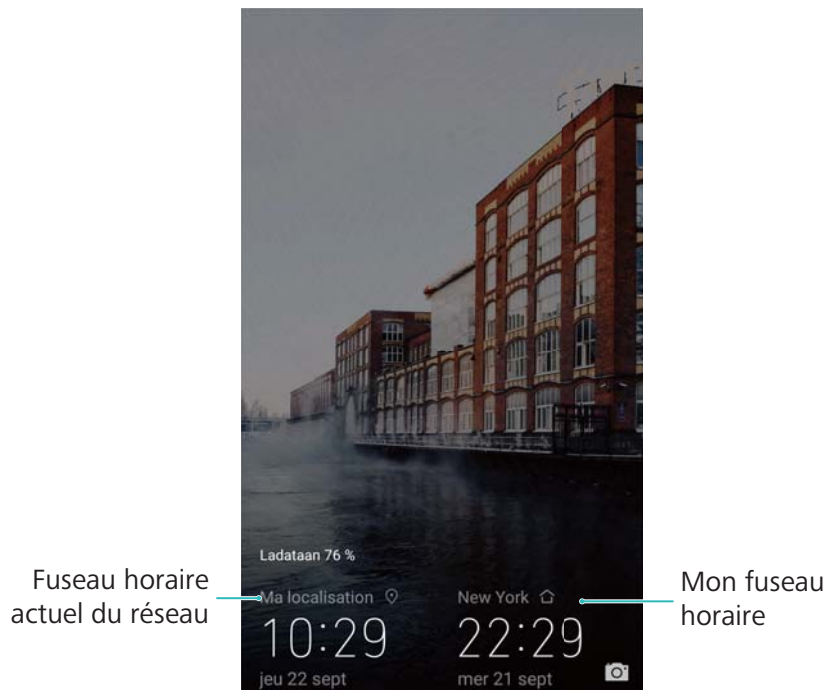 Ladataan 76 %
Fuseau horaire
actuel du réseau
Ma localisation
New York
Mon fuseau
horaire
10:29
22:29
jeu 22 sept
mer 21 sept